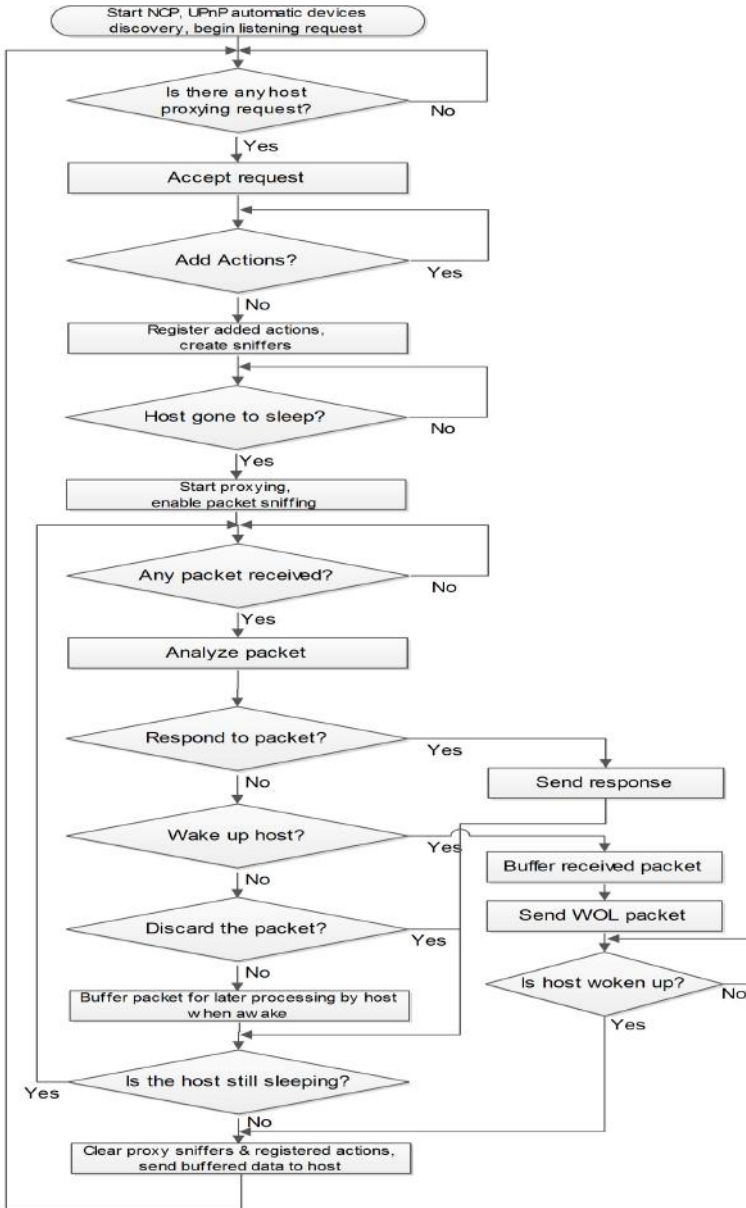 Start NCP, UPnP automatic devices
discovery, begin listening request
Is there any host
proxying request?
No
Yes
Accept request
Add Actions?
Yes
No
Register added actions,
create sniffers
Host gone to sleep?
No
Yes
Start proxying,
enable packet sniffing
Any packet received?
No
Yes
Analyze packet
Respond to packet?
Yes
Send response
No
Wake up host?
Yes
Buffer received packet
No
Send WOL packet
Discard the packet?
Yes
Is host woken up?
No
No
Buffer packet for later processing by host
when awake
Yes
Is the host still sleeping?
Yes
No
Clear proxy sniffers & registered actions,
send buffered data to host